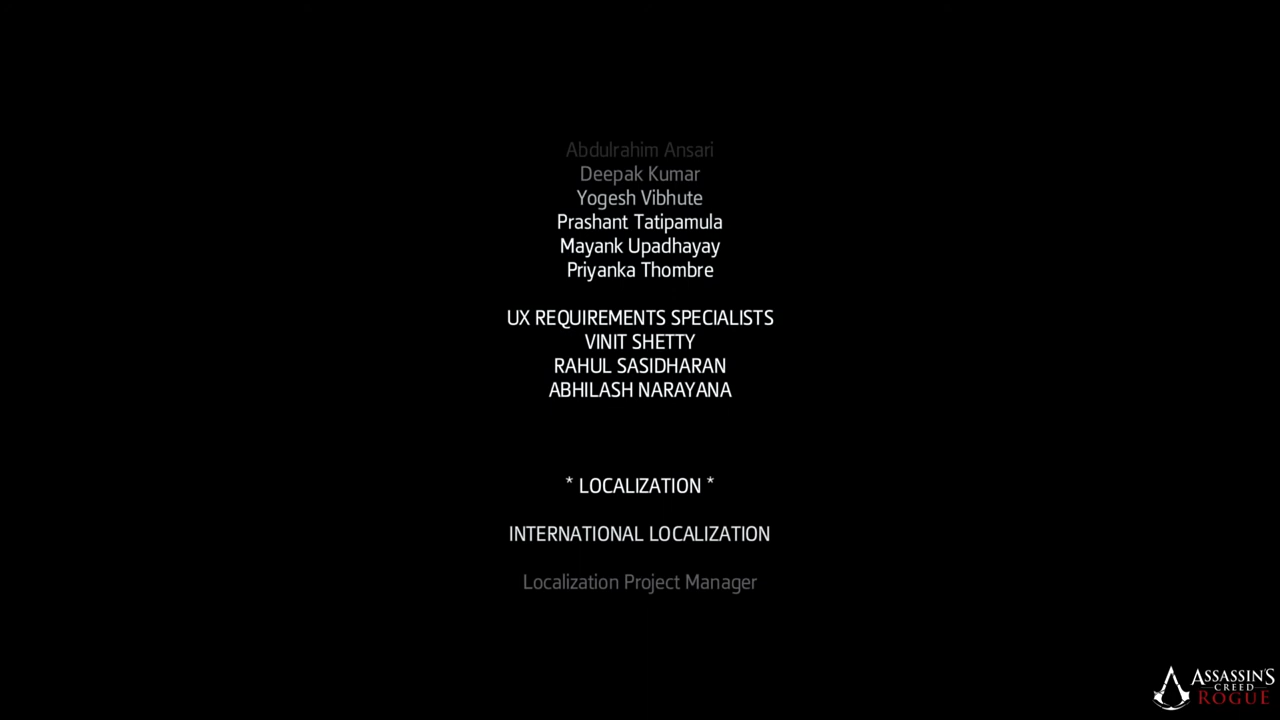 Abdulrahim Ansari
Deepak Kumar
Yogesh Vibhute
Prashant Tatipamula
Mayank Upadhayay
Priyanka Thombre
UX REQUIREMENTS SPECIALISTS
VINIT SHETTY
RAHUL SASIDHARAN
ABHILASH NARAYANA
* LOCALIZATION *
INTERNATIONAL LOCALIZATION
Localization Project Manager
ASSASSIN'S
CREED
ROGUE